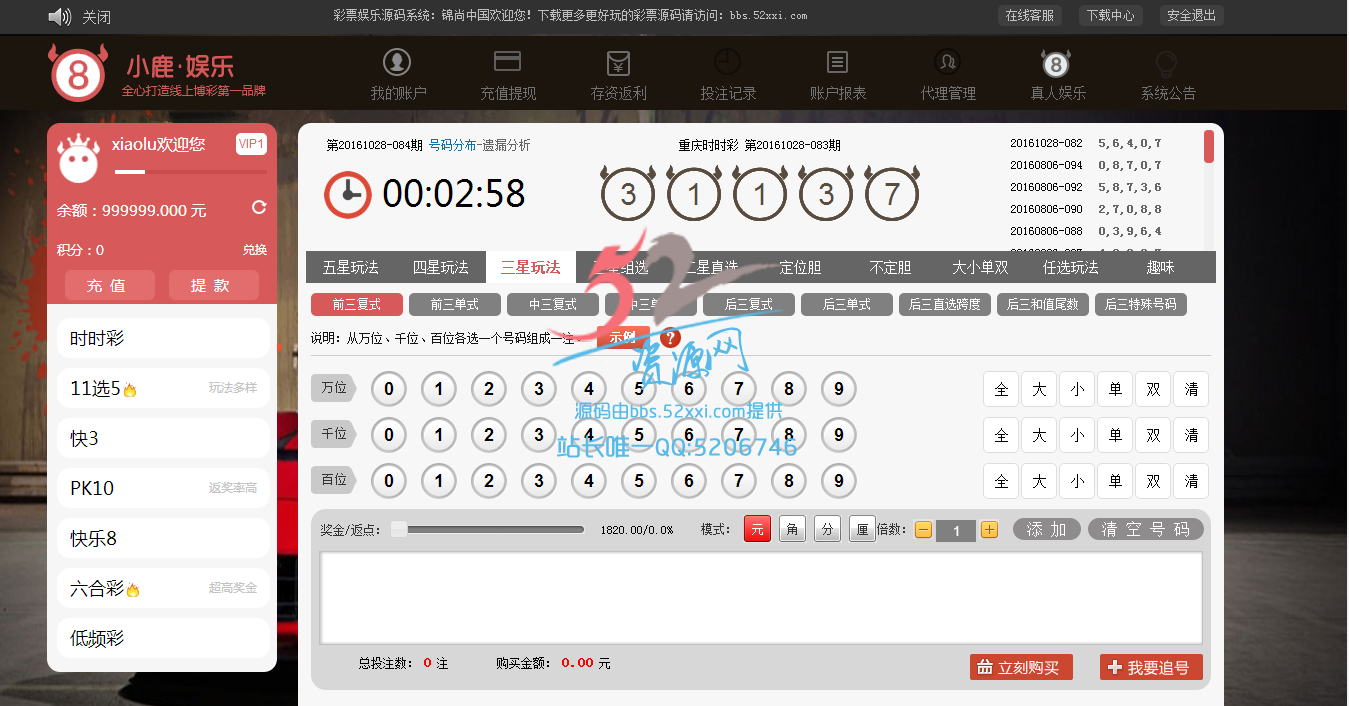 关闭
彩票娱乐源码系统：锦尚中国欢迎您！下载更多更好玩的彩票源码请访问：bbs.52xxi.com
在线客服 下载中心 安全退出
8 小鹿·娱乐
全心打造线上博彩第一品牌
我的账户 充值提现 存资返利 投注记录 账户报表 代理管理 真人娱乐 系统公告
xiaolu欢迎您 VIP1
余额：999999.000 元
积分：0 兑换
充 值 提 款
时时彩
11选5 玩法多样
快3
PK10 返奖率高
快乐8
六合彩 超高奖金
低频彩
第20161028-084期 号码分布-遗漏分析
00:02:58
重庆时时彩 第20161028-083期
3 1 1 3 7
20161028-082 5,6,4,0,7
20160806-094 0,8,7,0,7
20160806-092 5,8,7,3,6
20160806-090 2,7,0,8,8
20160806-088 0,3,9,6,4
五星玩法 四星玩法 三星玩法 三星组选 二星直选 定位胆 不定胆 大小单双 任选玩法 趣味
前三复式 前三单式 中三复式 中三单式 后三复式 后三单式 后三直选跨度 后三和值尾数 后三特殊号码
说明：从万位、千位、百位各选一个号码组成一注。 示例 ?
52
资源网
万位 0 1 2 3 4 5 6 7 8 9 全 大 小 单 双 清
源码由bbs.52xxi.com提供
千位 0 1 2 3 4 5 6 7 8 9 全 大 小 单 双 清
站长唯一QQ:5206746
百位 0 1 2 3 4 5 6 7 8 9 全 大 小 单 双 清
奖金/返点： 1820.00/0.0% 模式： 元 角 分 厘 倍数： 1 添 加 清 空 号 码
总投注数： 0 注 购买金额： 0.00 元
立刻购买 我要追号